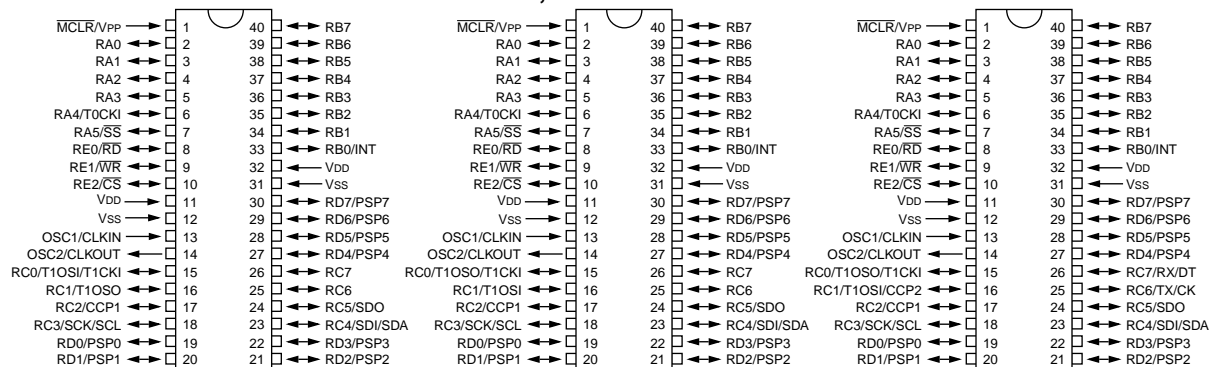 MCLR/VPP 1 40 RB7
RA0 2 39 RB6
RA1 3 38 RB5
RA2 4 37 RB4
RA3 5 36 RB3
RA4/T0CKI 6 35 RB2
RA5/SS 7 34 RB1
RE0/RD 8 33 RB0/INT
RE1/WR 9 32 VDD
RE2/CS 10 31 VSS
VDD 11 30 RD7/PSP7
VSS 12 29 RD6/PSP6
OSC1/CLKIN 13 28 RD5/PSP5
OSC2/CLKOUT 14 27 RD4/PSP4
RC0/T1OSI/T1CKI 15 26 RC7
RC1/T1OSO 16 25 RC6
RC2/CCP1 17 24 RC5/SDO
RC3/SCK/SCL 18 23 RC4/SDI/SDA
RD0/PSP0 19 22 RD3/PSP3
RD1/PSP1 20 21 RD2/PSP2
MCLR/VPP 1 40 RB7
RA0 2 39 RB6
RA1 3 38 RB5
RA2 4 37 RB4
RA3 5 36 RB3
RA4/T0CKI 6 35 RB2
RA5/SS 7 34 RB1
RE0/RD 8 33 RB0/INT
RE1/WR 9 32 VDD
RE2/CS 10 31 VSS
VDD 11 30 RD7/PSP7
VSS 12 29 RD6/PSP6
OSC1/CLKIN 13 28 RD5/PSP5
OSC2/CLKOUT 14 27 RD4/PSP4
RC0/T1OSO/T1CKI 15 26 RC7
RC1/T1OSI 16 25 RC6
RC2/CCP1 17 24 RC5/SDO
RC3/SCK/SCL 18 23 RC4/SDI/SDA
RD0/PSP0 19 22 RD3/PSP3
RD1/PSP1 20 21 RD2/PSP2
MCLR/VPP 1 40 RB7
RA0 2 39 RB6
RA1 3 38 RB5
RA2 4 37 RB4
RA3 5 36 RB3
RA4/T0CKI 6 35 RB2
RA5/SS 7 34 RB1
RE0/RD 8 33 RB0/INT
RE1/WR 9 32 VDD
RE2/CS 10 31 VSS
VDD 11 30 RD7/PSP7
VSS 12 29 RD6/PSP6
OSC1/CLKIN 13 28 RD5/PSP5
OSC2/CLKOUT 14 27 RD4/PSP4
RC0/T1OSO/T1CKI 15 26 RC7/RX/DT
RC1/T1OSI/CCP2 16 25 RC6/TX/CK
RC2/CCP1 17 24 RC5/SDO
RC3/SCK/SCL 18 23 RC4/SDI/SDA
RD0/PSP0 19 22 RD3/PSP3
RD1/PSP1 20 21 RD2/PSP2